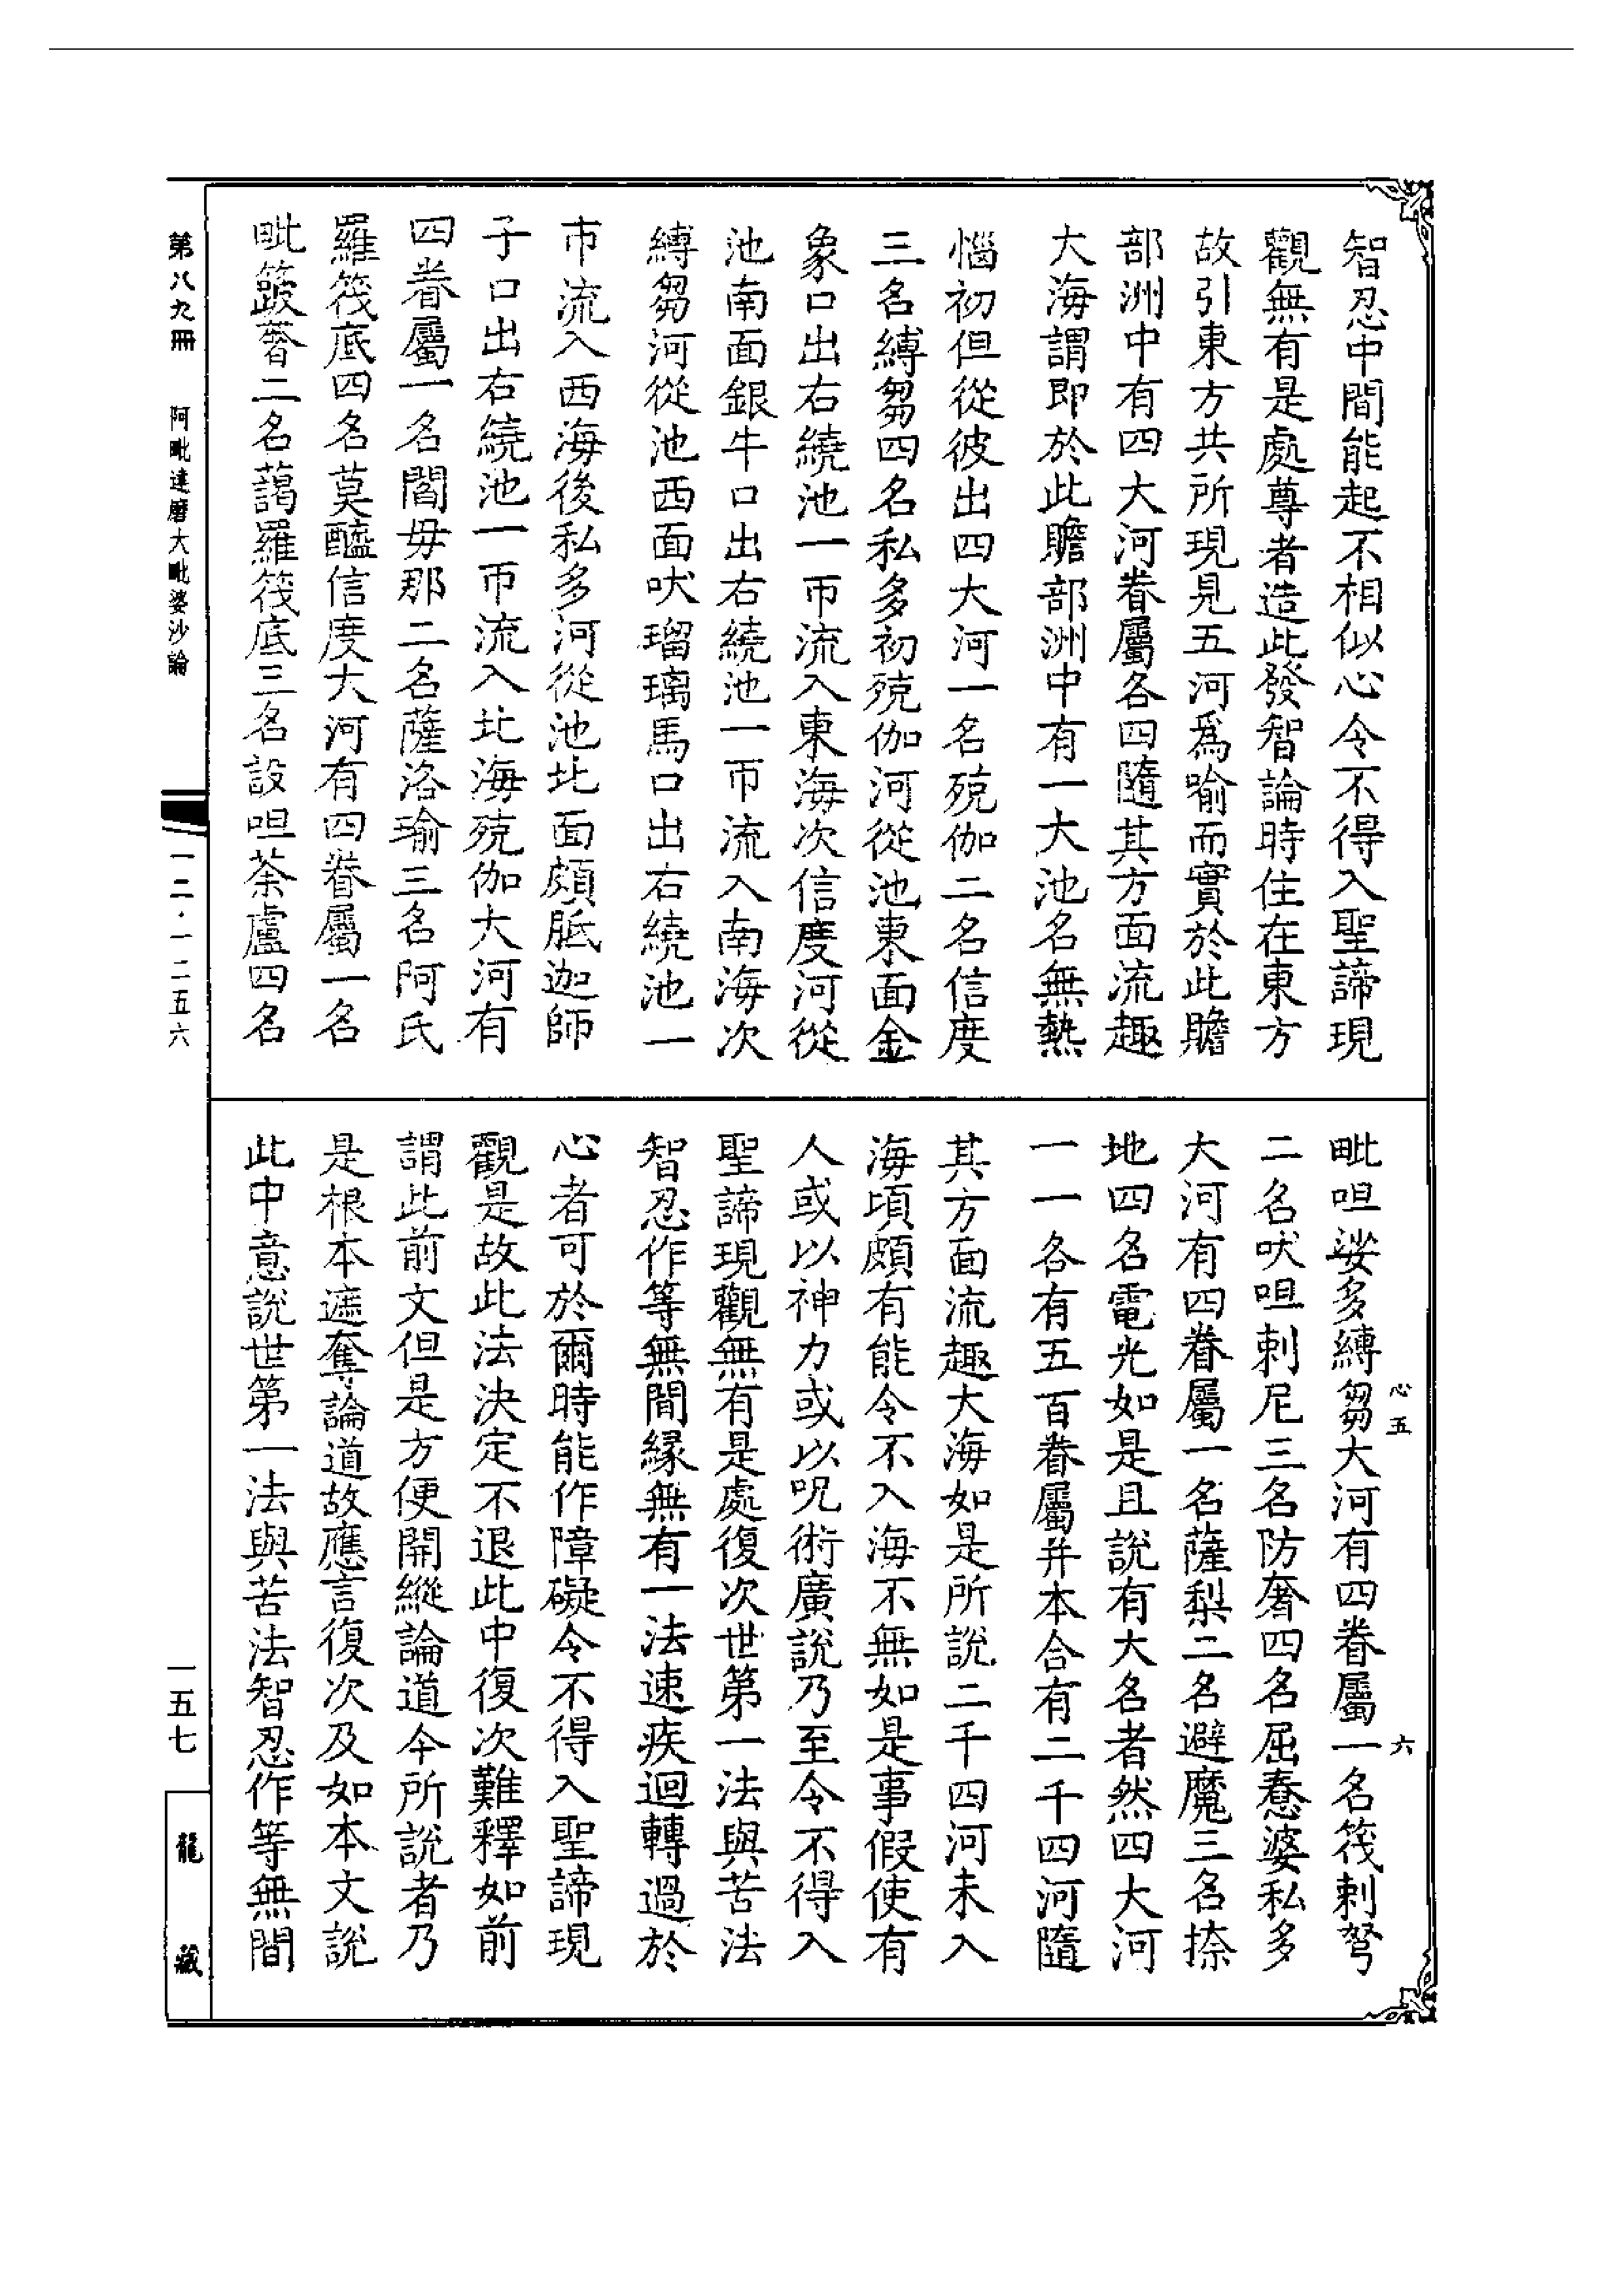 智忍中間能起不相似心令不得入聖諦現
觀無有是處尊者造此發智論時住在東方
故引東方共所現見五河爲喻而實於此贍
部洲中有四大河眷屬各四隨其方面流趣
大海謂即於此贍部洲中有一大池名無熱
惱初但從彼出四大河一名殑伽二名信度
三名縛芻四名私多初殑伽河從池東面金
象口出右繞池一帀流入東海次信度河從
池南面銀牛口出右繞池一帀流入南海次
縛芻河從池西面吠瑠璃馬口出右繞池一
帀流入西海後私多河從池北面頗胝迦師
子口出右繞池一帀流入北海殑伽大河有
四眷屬一名閻毋那二名薩洛瑜三名阿氏
羅筏底四名莫醯信度大河有四眷屬一名
毗簸奢二名藹羅筏底三名設呾荼盧四名
毗呾娑多縛芻大河有四眷屬一名筏剌弩
二名吠呾剌尼三名防奢四名屈憃婆私多
大河有四眷屬一名薩梨二名避魔三名捺
地四名電光如是且說有大名者然四大河
一一各有五百眷屬并本合有二千四河隨
其方面流趣大海如是所說二千四河未入
海頃頗有能令不入海不無如是事假使有
人或以神力或以呪術廣說乃至令不得入
聖諦現觀無有是處復次世第一法與苦法
智忍作等無間緣無有一法速疾迴轉過於
心者可於爾時能作障礙令不得入聖諦現
觀是故此法決定不退此中復次難釋如前
謂此前文但是方便開縱論道今所說者乃
是根本遮奪論道故應言復次及如本文說
此中意說世第一法與苦法智忍作等無間
心五
六
第八九冊
阿毗達磨大毗婆沙論
一二·一二五六
一五七
龍藏